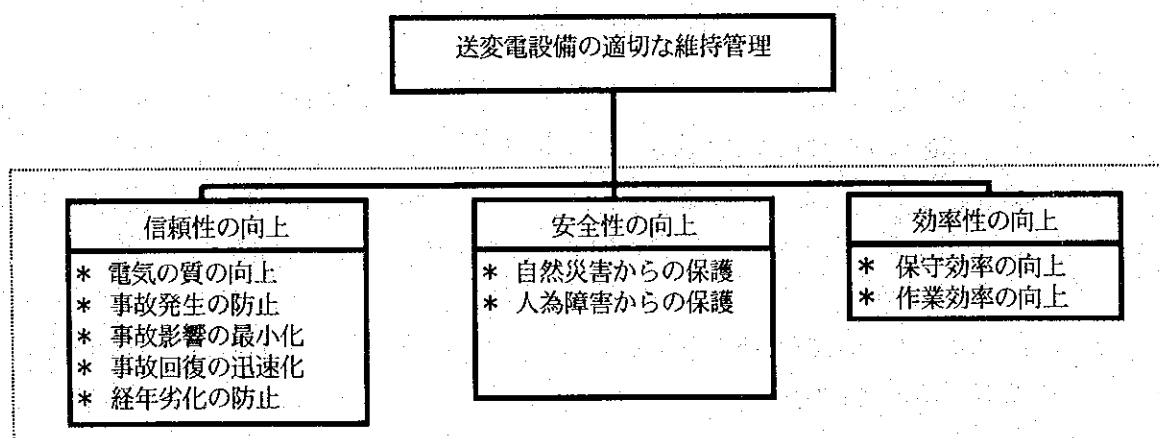 送変電設備の適切な維持管理
信頼性の向上
* 電気の質の向上
* 事故発生の防止
* 事故影響の最小化
* 事故回復の迅速化
* 経年劣化の防止
安全性の向上
* 自然災害からの保護
* 人為障害からの保護
効率性の向上
* 保守効率の向上
* 作業効率の向上